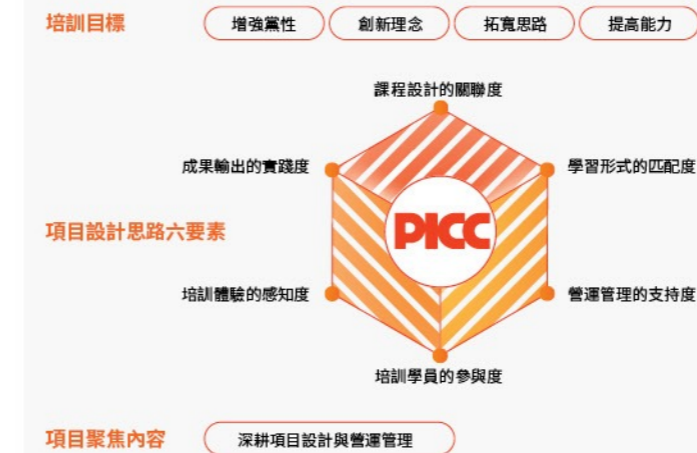 培訓目標 增強黨性 創新理念 拓寬思路 提高能力
課程設計的關聯度
成果輸出的實踐度 學習形式的匹配度
PICC
項目設計思路六要素
培訓體驗的感知度 營運管理的支持度
培訓學員的參與度
項目聚焦內容 深耕項目設計與營運管理